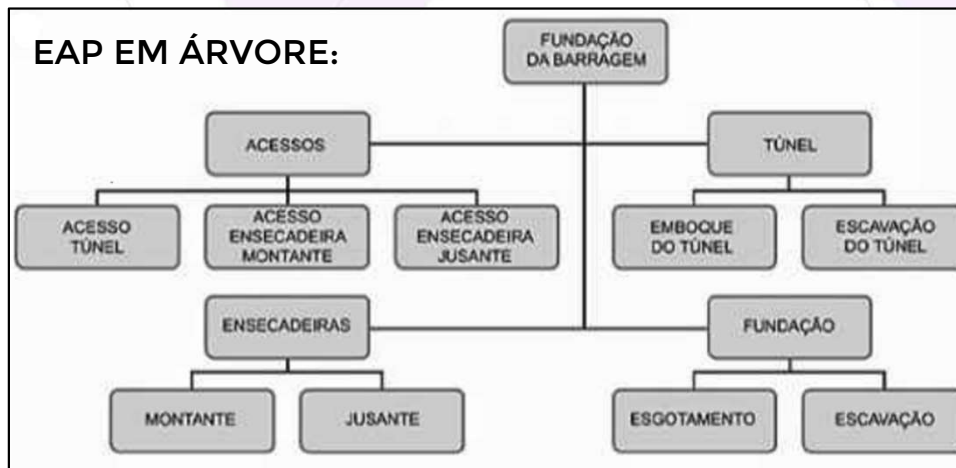 EAP EM ÁRVORE:
FUNDAÇÃO
DA BARRAGEM
ACESSOS
TÚNEL
ACESSO
TÚNEL
ACESSO
ENSECADEIRA
MONTANTE
ACESSO
ENSECADEIRA
JUSANTE
EMBOQUE
DO TÚNEL
ESCAVAÇÃO
DO TÚNEL
ENSECADEIRAS
FUNDAÇÃO
MONTANTE
JUSANTE
ESGOTAMENTO
ESCAVAÇÃO